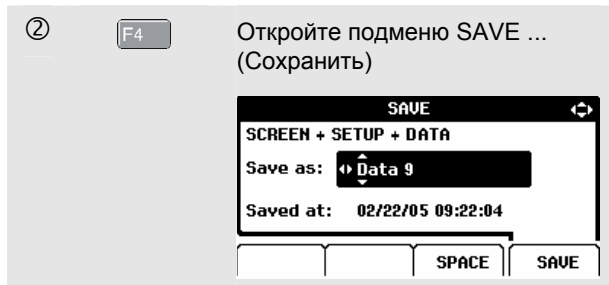 ② F4 Откройте подменю SAVE ...
(Сохранить)
SAVE
SCREEN + SETUP + DATA
Save as: Data 9
Saved at: 02/22/05 09:22:04
SPACE SAVE